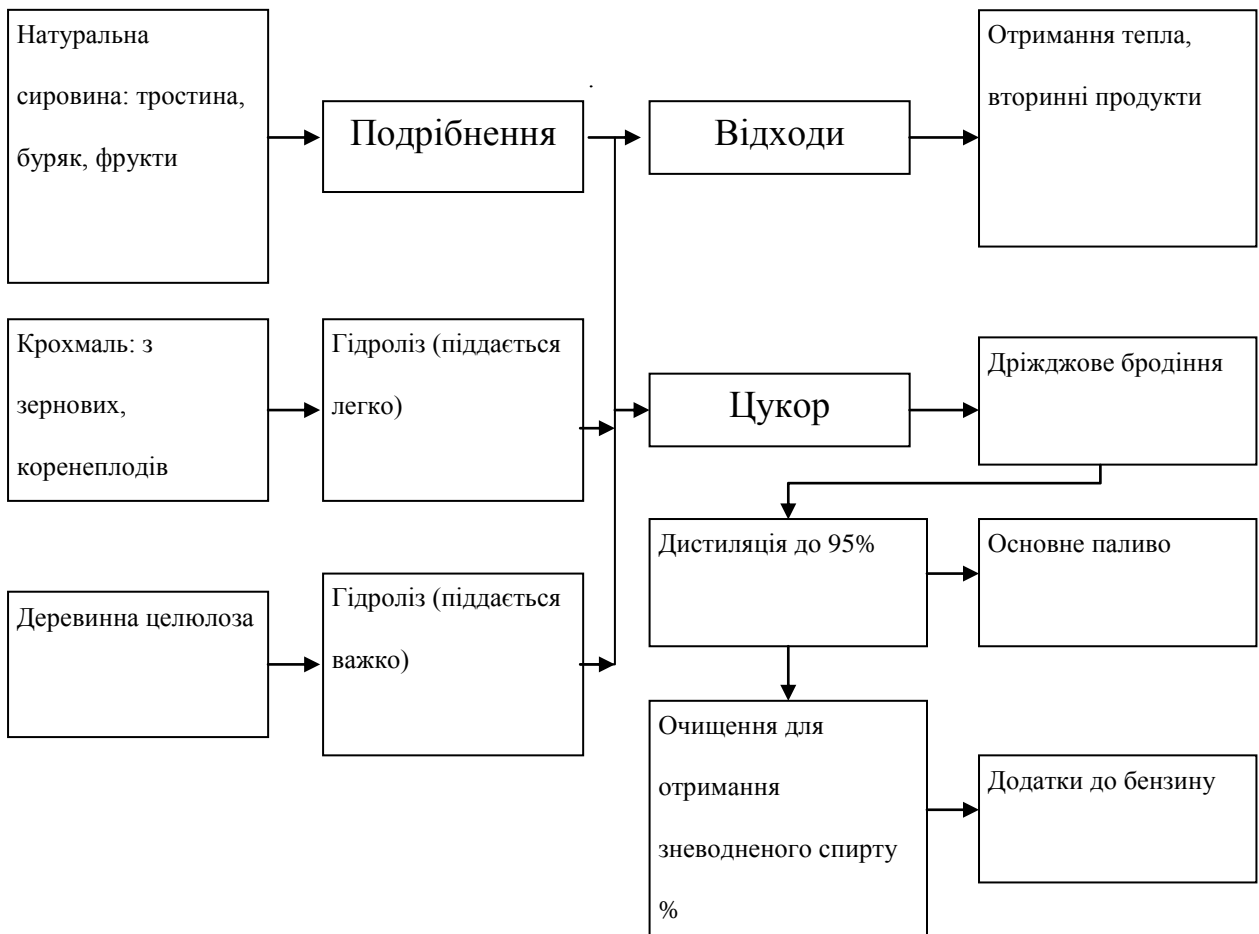 Натуральна
сировина: тростина,
буряк, фрукти
Подрібнення
.
Відходи
Отримання тепла,
вторинні продукти
Крохмаль: з
зернових,
коренеплодів
Гідроліз (піддається
легко)
Цукор
Дріжджове бродіння
Деревинна целюлоза
Гідроліз (піддається
важко)
Дистиляція до 95%
Основне паливо
Очищення для
отримання
зневодненого спирту
%
Додатки до бензину